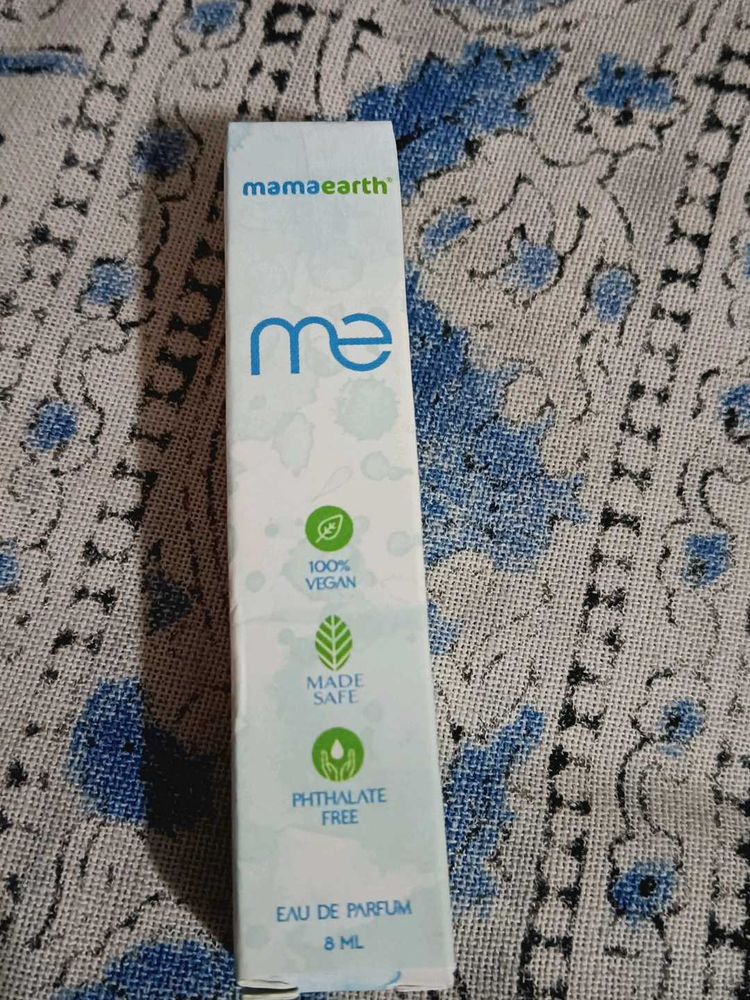 mamaearth®
me
100%
VEGAN
MADE
SAFE
PHTHALATE
FREE
EAU DE PARFUM
8 ML